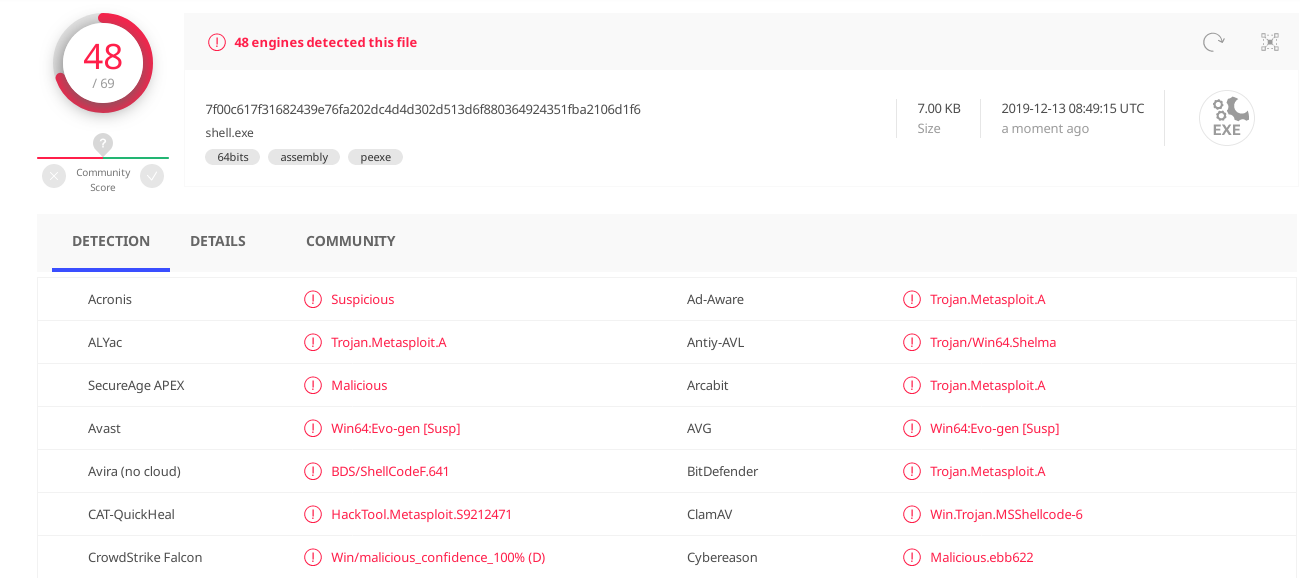 48
/ 69
?
Community
Score
48 engines detected this file
7f00c617f31682439e76fa202dc4d4d302d513d6f880364924351fba2106d1f6
shell.exe
64bits assembly peexe
7.00 KB
Size
2019-12-13 08:49:15 UTC
a moment ago
EXE
DETECTION DETAILS COMMUNITY
Acronis Suspicious Ad-Aware Trojan.Metasploit.A
ALYac Trojan.Metasploit.A Antiy-AVL Trojan/Win64.Shelma
SecureAge APEX Malicious Arcabit Trojan.Metasploit.A
Avast Win64:Evo-gen [Susp] AVG Win64:Evo-gen [Susp]
Avira (no cloud) BDS/ShellCodeF.641 BitDefender Trojan.Metasploit.A
CAT-QuickHeal HackTool.Metasploit.S9212471 ClamAV Win.Trojan.MSShellcode-6
CrowdStrike Falcon Win/malicious_confidence_100% (D) Cybereason Malicious.ebb622